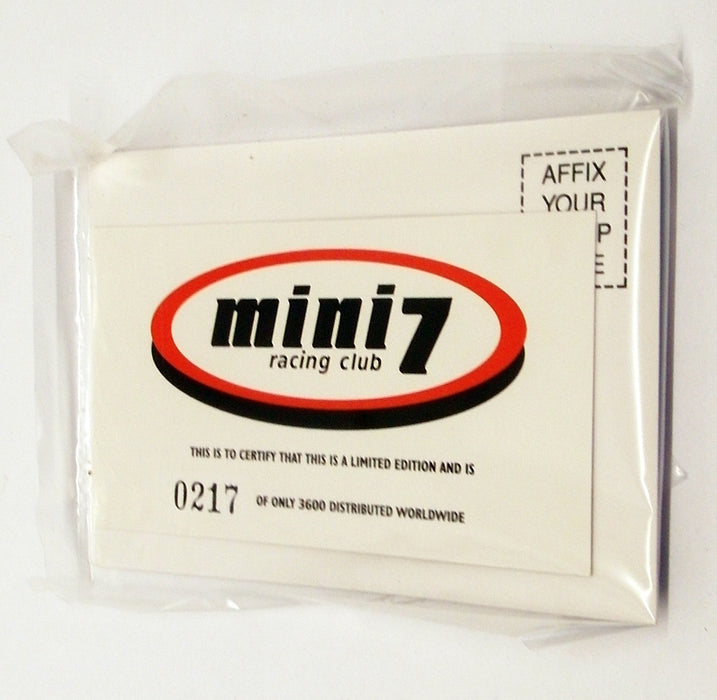 AFFIX
YOUR
P
E
mini7
racing club
THIS IS TO CERTIFY THAT THIS IS A LIMITED EDITION AND IS
0217 OF ONLY 3600 DISTRIBUTED WORLDWIDE